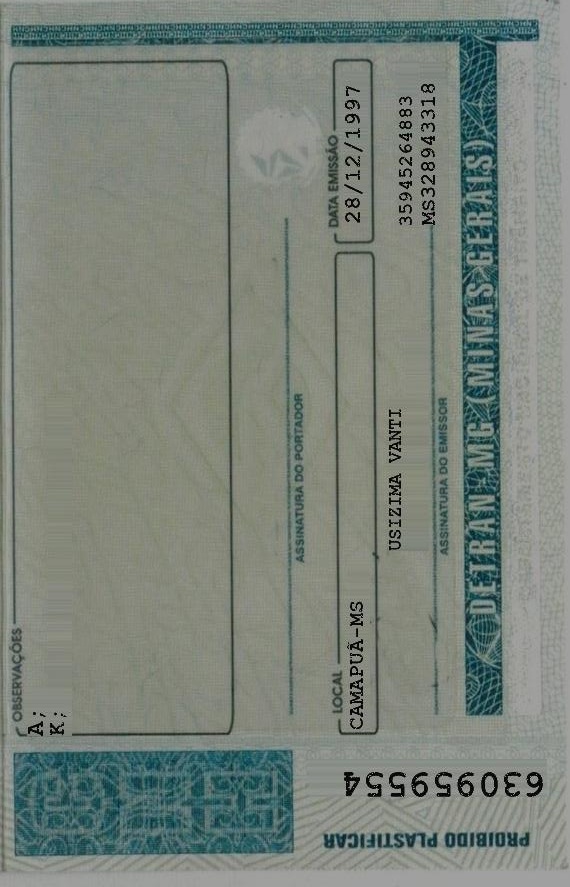 OBSERVAÇÕES
A;
K;
ASSINATURA DO PORTADOR
LOCAL
DATA EMISSÃO
CAMAPUÃ-MS
28/12/1997
USIZIMA VANTI
35945264883
MS328943318
ASSINATURA DO EMISSOR
DETRAN-MG (MINAS GERAIS)
PROIBIDO PLASTIFICAR
630959554